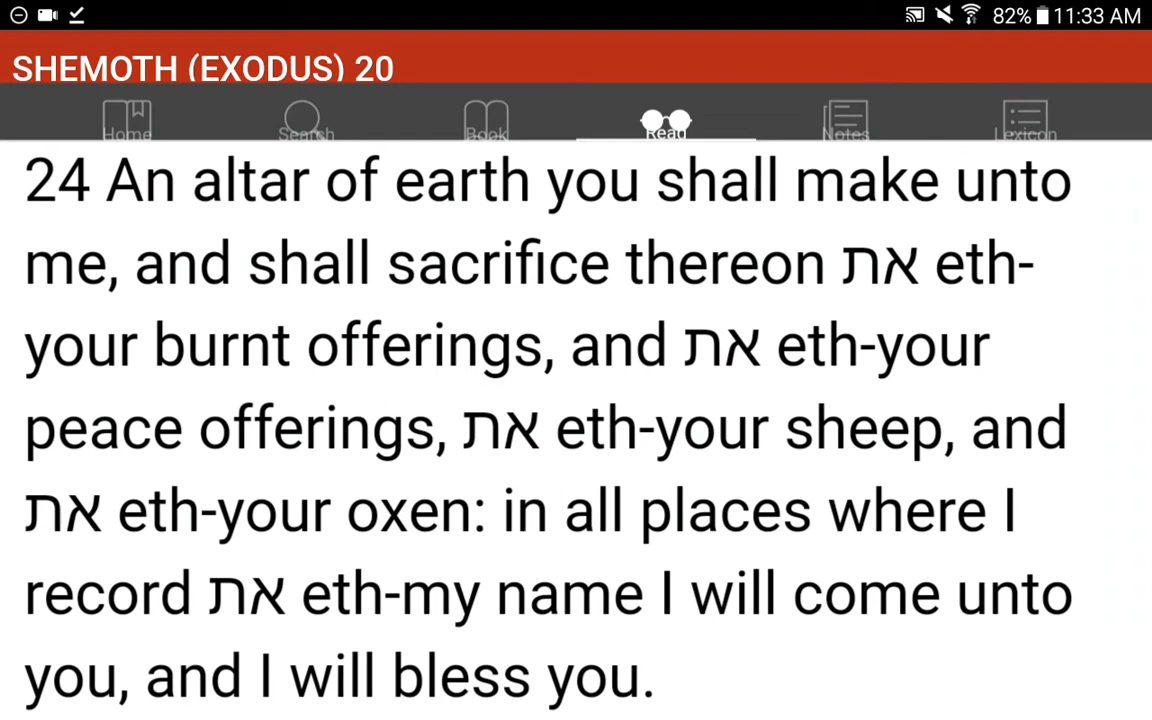 82% 11:33 AM
SHEMOTH (EXODUS) 20
Home Search Book Read Notes Lexicon
24 An altar of earth you shall make unto
me, and shall sacrifice thereon את eth-
your burnt offerings, and את eth-your
peace offerings, את eth-your sheep, and
את eth-your oxen: in all places where I
record את eth-my name I will come unto
you, and I will bless you.